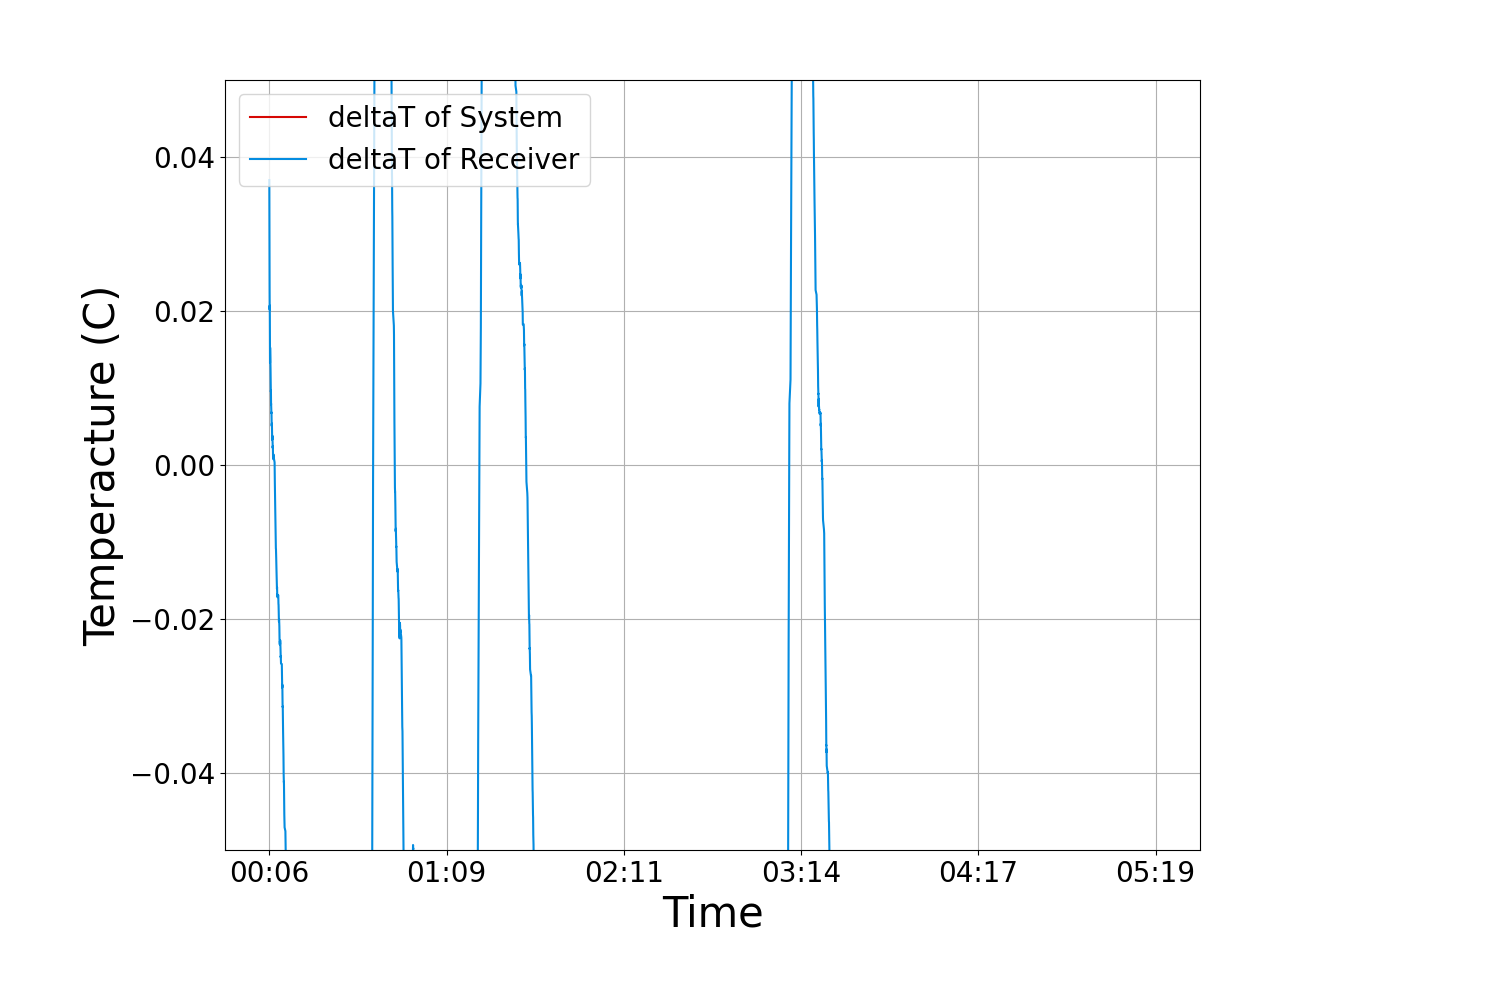 deltaT of System
deltaT of Receiver
0.04
0.02
0.00
−0.02
−0.04
Temperacture (C)
00:06 01:09 02:11 03:14 04:17 05:19
Time